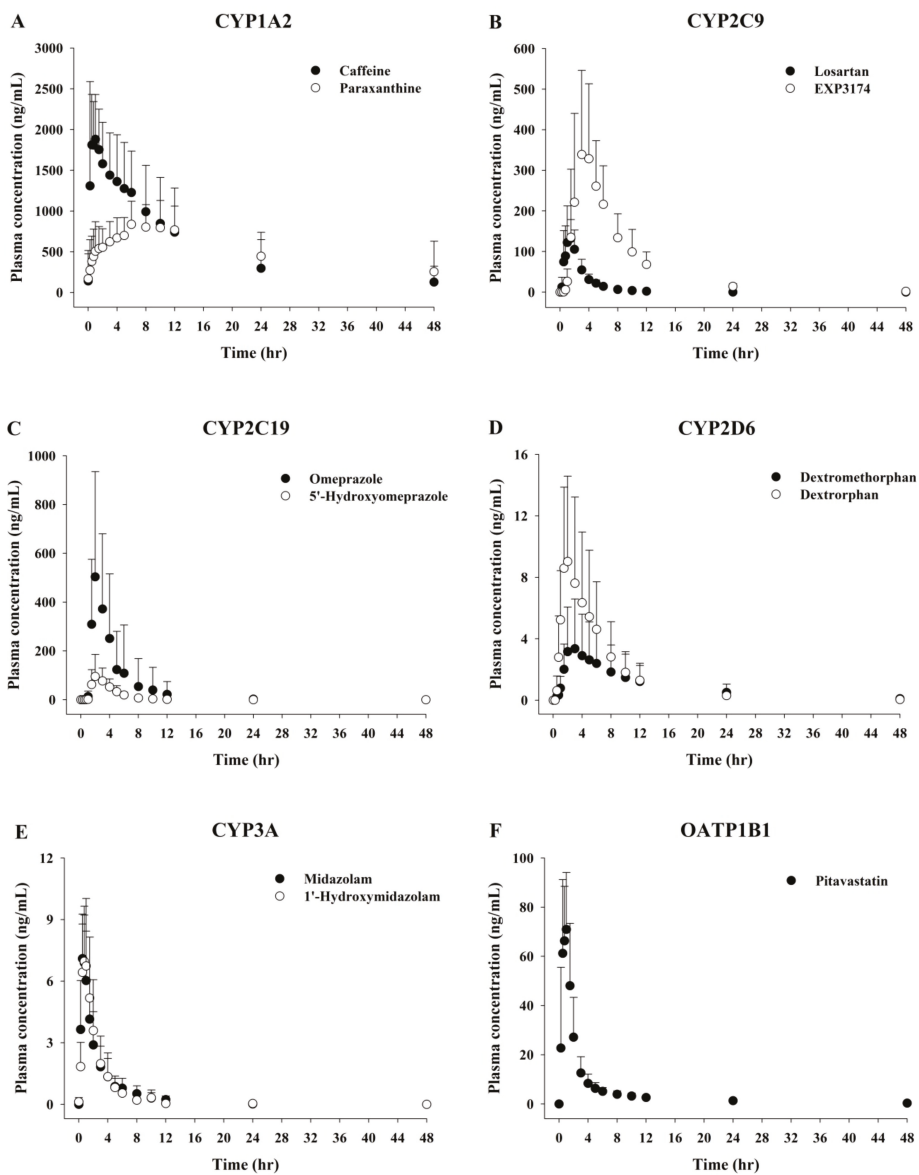 A
CYP1A2
Plasma concentration (ng/mL)
3000
2500
2000
1500
1000
500
0
Caffeine
Paraxanthine
0 4 8 12 16 20 24 28 32 36 40 44 48
Time (hr)
B
CYP2C9
Plasma concentration (ng/mL)
600
500
400
300
200
100
0
Losartan
EXP3174
0 4 8 12 16 20 24 28 32 36 40 44 48
Time (hr)
C
CYP2C19
Plasma concentration (ng/mL)
1000
800
600
400
200
0
Omeprazole
5'-Hydroxyomeprazole
0 4 8 12 16 20 24 28 32 36 40 44 48
Time (hr)
D
CYP2D6
Plasma concentration (ng/mL)
16
12
8
4
0
Dextromethorphan
Dextrorphan
0 4 8 12 16 20 24 28 32 36 40 44 48
Time (hr)
E
CYP3A
Plasma concentration (ng/mL)
12
9
6
3
0
Midazolam
1'-Hydroxymidazolam
0 4 8 12 16 20 24 28 32 36 40 44 48
Time (hr)
F
OATP1B1
Plasma concentration (ng/mL)
100
80
60
40
20
0
Pitavastatin
0 4 8 12 16 20 24 28 32 36 40 44 48
Time (hr)